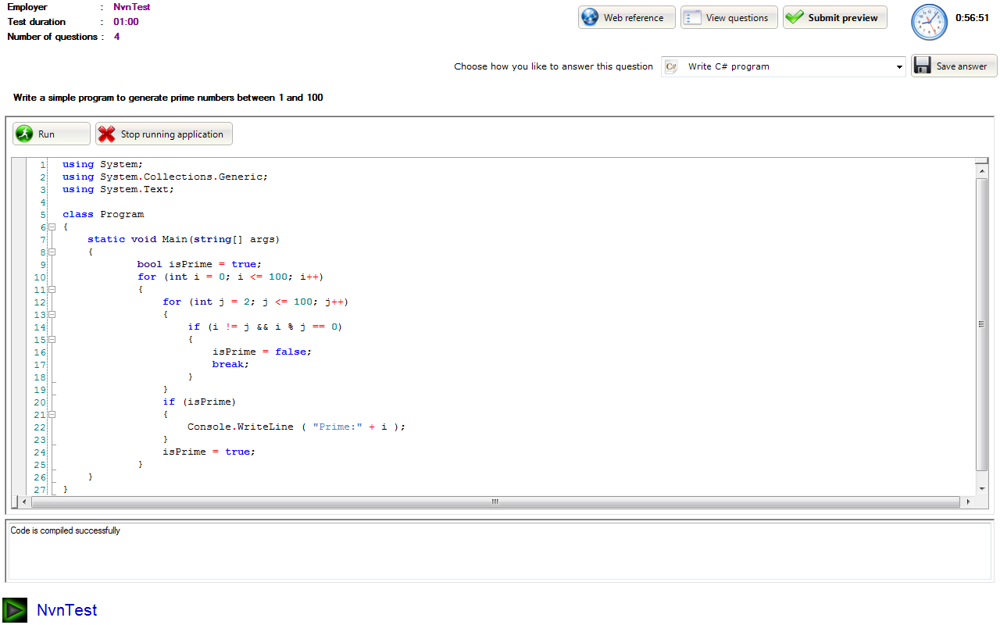 Employer : NvnTest
Test duration : 01:00
Number of questions : 4
Web reference
View questions
Submit preview
0:56:51
Choose how you like to answer this question
C# Write C# program
Save answer
Write a simple program to generate prime numbers between 1 and 100
Run
Stop running application
1 using System;
2 using System.Collections.Generic;
3 using System.Text;
4
5 class Program
6 {
7     static void Main(string[] args)
8     {
9             bool isPrime = true;
10             for (int i = 0; i <= 100; i++)
11             {
12                 for (int j = 2; j <= 100; j++)
13                 {
14                     if (i != j && i % j == 0)
15                     {
16                         isPrime = false;
17                         break;
18                     }
19                 }
20                 if (isPrime)
21                 {
22                     Console.WriteLine ( "Prime:" + i );
23                 }
24                 isPrime = true;
25             }
26     }
27 }
Code is compiled successfully
NvnTest